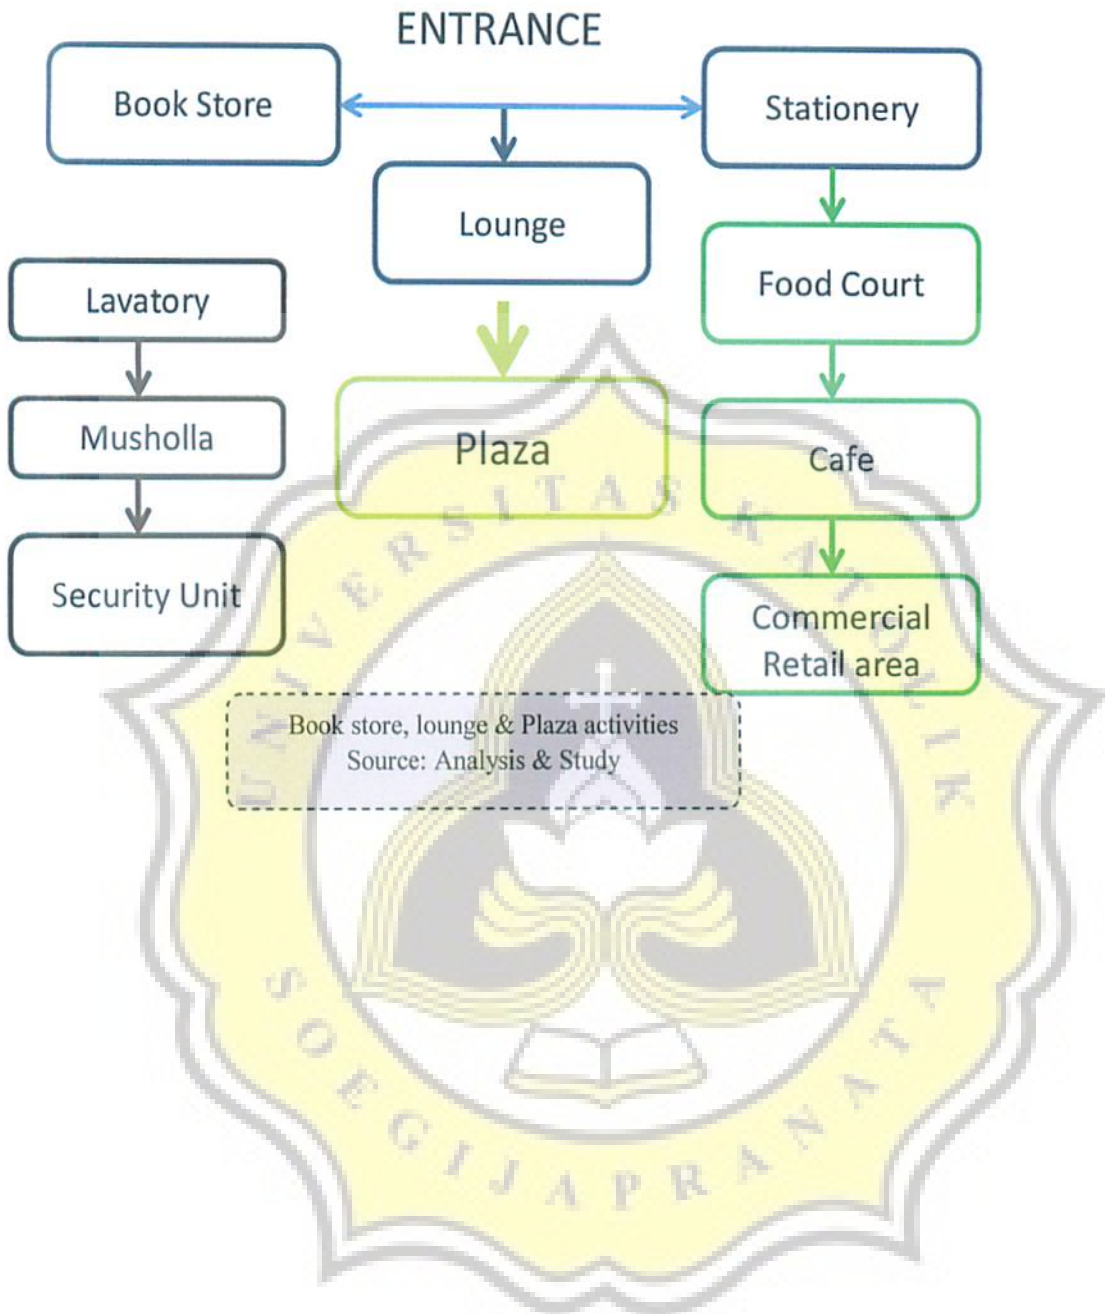 ENTRANCE
Book Store
Stationery
Lounge
Food Court
Lavatory
Musholla
Plaza
Cafe
Security Unit
Commercial
Retail area
Book store, lounge & Plaza activities
Source: Analysis & Study
UNIVERSITAS KATOLIK
SOEGIJAPRANATA